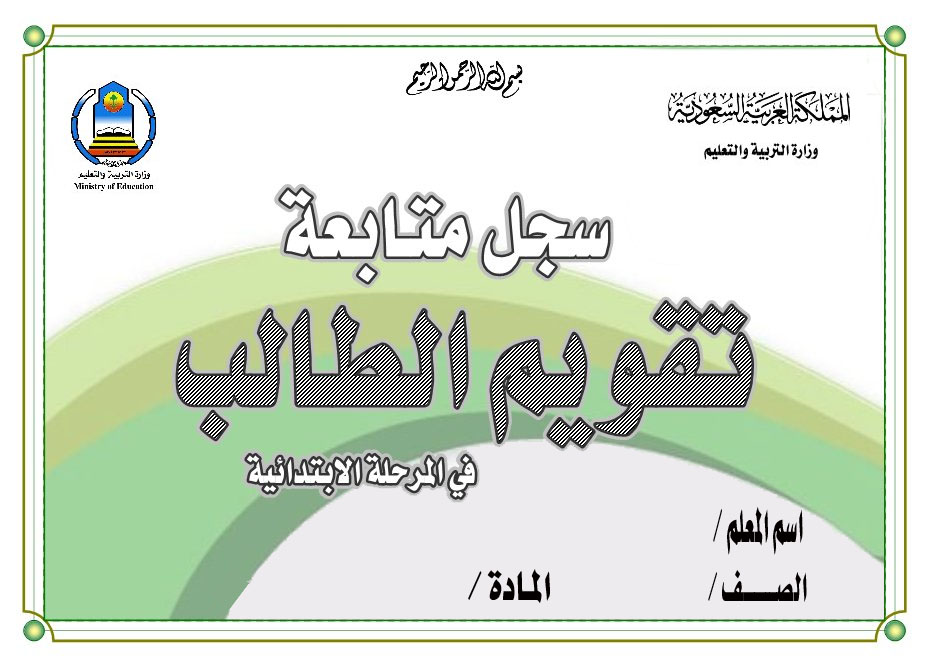 بسم الله الرحمن الرحيم
المملكة العربية السعودية
وزارة التربية والتعليم
وزارة التربية والتعليم
Ministry of Education
سجل متابعة
تقويم الطالب
في المرحلة الابتدائية
اسم المعلم /
الصـــف /
المادة /